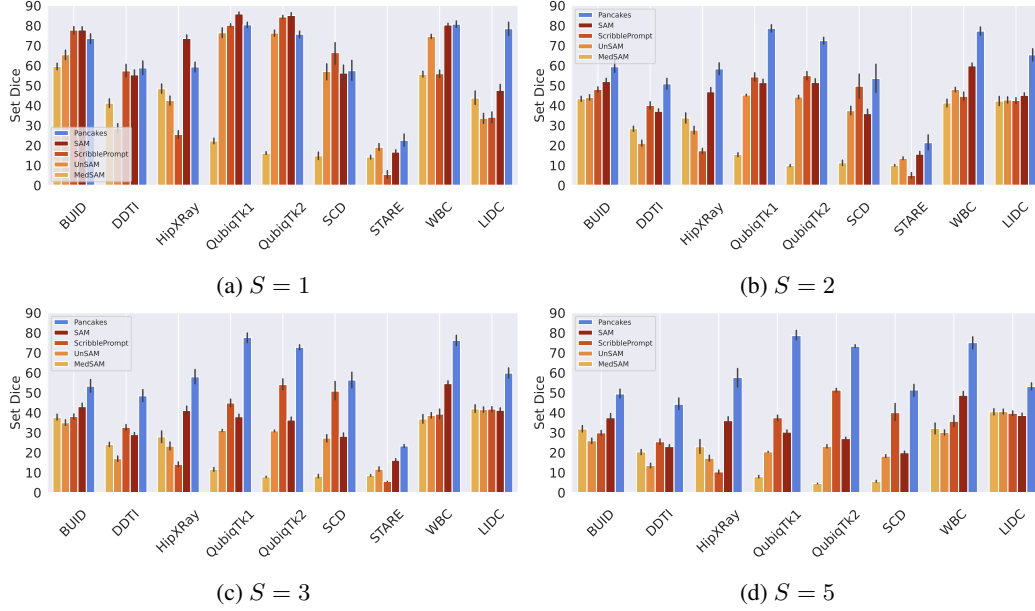 90
80
70
60
50
40
30
20
10
0
Set Dice
Pancakes
SAM
ScribblePrompt
UnSAM
MedSAM
BUID
DDTI
HipXRay
QubiqTk1
QubiqTk2
SCD
STARE
WBC
LIDC
(a) S = 1
90
80
70
60
50
40
30
20
10
0
Set Dice
Pancakes
SAM
ScribblePrompt
UnSAM
MedSAM
BUID
DDTI
HipXRay
QubiqTk1
QubiqTk2
SCD
STARE
WBC
LIDC
(b) S = 2
90
80
70
60
50
40
30
20
10
0
Set Dice
Pancakes
SAM
ScribblePrompt
UnSAM
MedSAM
BUID
DDTI
HipXRay
QubiqTk1
QubiqTk2
SCD
STARE
WBC
LIDC
(c) S = 3
90
80
70
60
50
40
30
20
10
0
Set Dice
Pancakes
SAM
ScribblePrompt
UnSAM
MedSAM
BUID
DDTI
HipXRay
QubiqTk1
QubiqTk2
SCD
WBC
LIDC
(d) S = 5